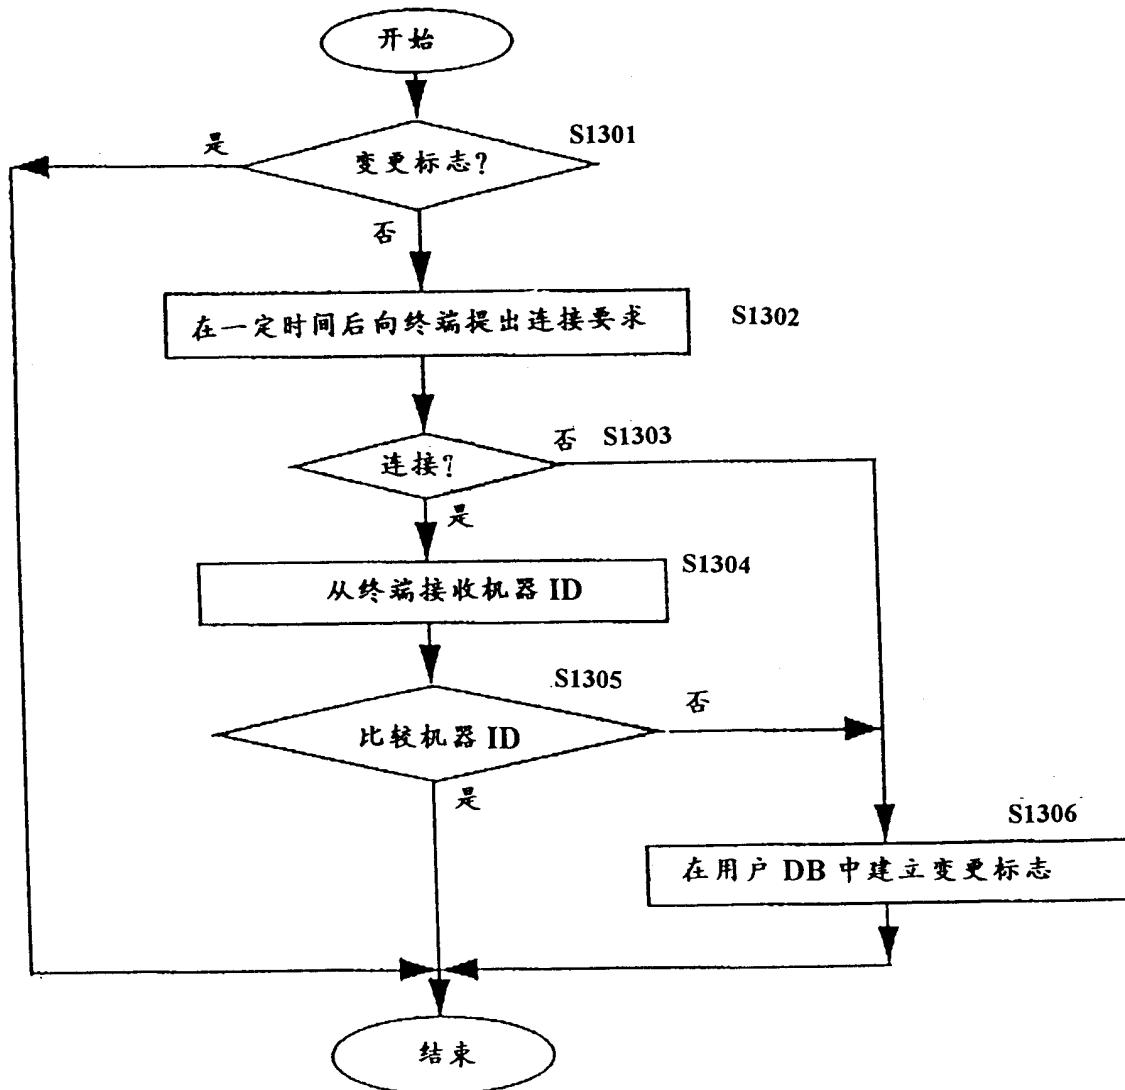 开始
S1301
是
变更标志?
否
在一定时间后向终端提出连接要求
S1302
否
S1303
连接?
是
S1304
从终端接收机器 ID
S1305
否
比较机器 ID
是
S1306
在用户 DB 中建立变更标志
结束